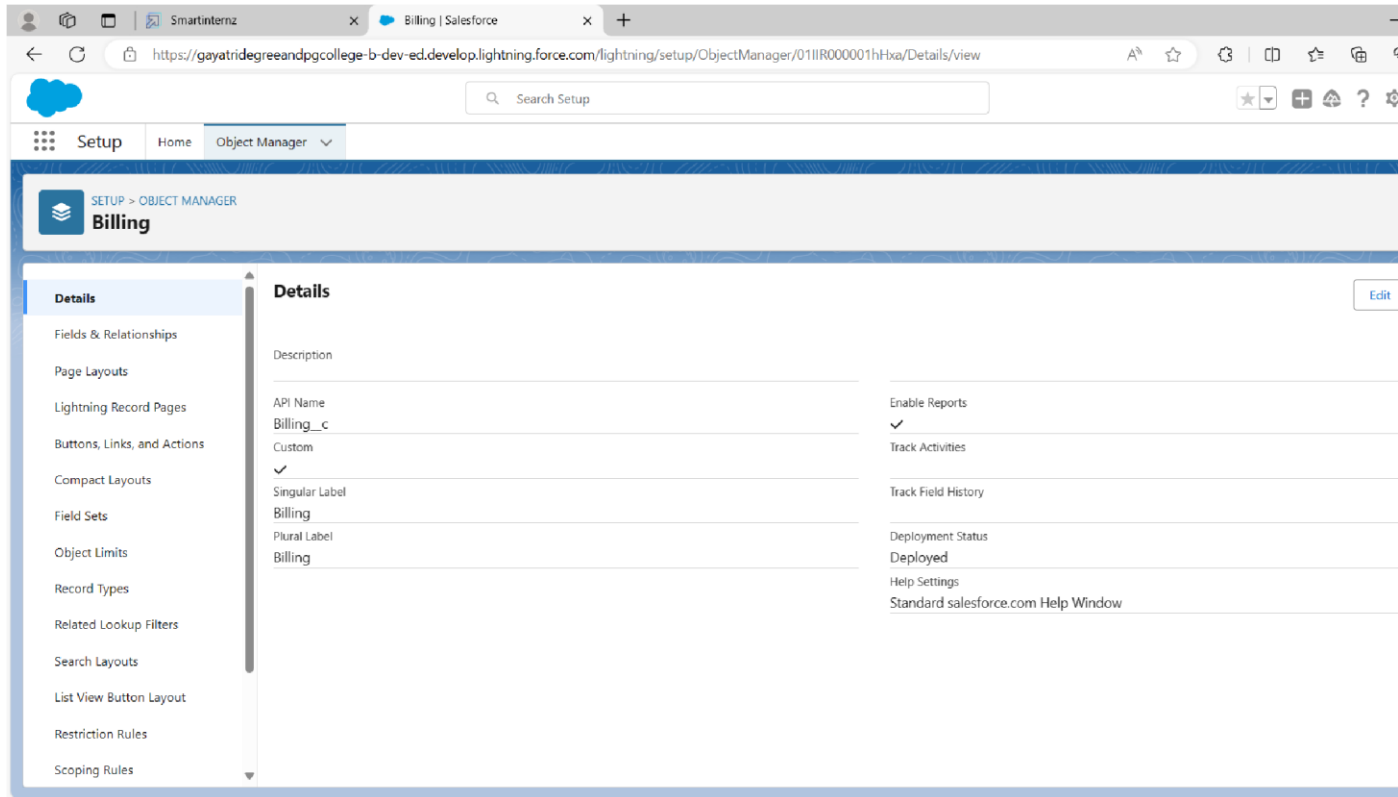 Smartinternz
Billing | Salesforce
https://gayatridegreeandpgcollege-b-dev-ed.develop.lightning.force.com/lightning/setup/ObjectManager/01IIR000001hHxa/Details/view
Search Setup
Setup
Home
Object Manager
SETUP > OBJECT MANAGER
Billing
Details
Fields & Relationships
Page Layouts
Lightning Record Pages
Buttons, Links, and Actions
Compact Layouts
Field Sets
Object Limits
Record Types
Related Lookup Filters
Search Layouts
List View Button Layout
Restriction Rules
Scoping Rules
Details
Edit
Description
API Name
Billing__c
Custom
Singular Label
Billing
Plural Label
Billing
Enable Reports
Track Activities
Track Field History
Deployment Status
Deployed
Help Settings
Standard salesforce.com Help Window